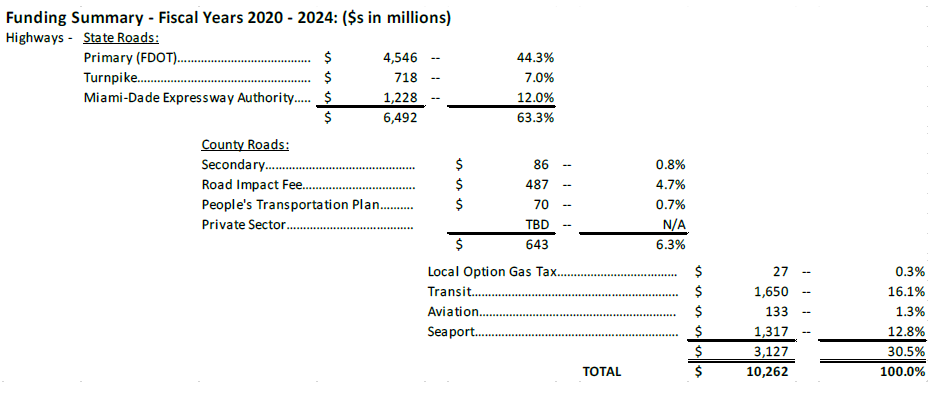 Funding Summary - Fiscal Years 2020 - 2024: ($s in millions)
Highways - State Roads:
Primary (FDOT)........................................ $ 4,546 -- 44.3%
Turnpike.................................................... $ 718 -- 7.0%
Miami-Dade Expressway Authority..... $ 1,228 -- 12.0%
$ 6,492 63.3%
County Roads:
Secondary............................................. $ 86 -- 0.8%
Road Impact Fee.................................. $ 487 -- 4.7%
People's Transportation Plan.......... $ 70 -- 0.7%
Private Sector...................................... TBD -- N/A
$ 643 6.3%
Local Option Gas Tax.................................... $ 27 -- 0.3%
Transit.............................................................. $ 1,650 -- 16.1%
Aviation........................................................... $ 133 -- 1.3%
Seaport............................................................. $ 1,317 -- 12.8%
$ 3,127 30.5%
TOTAL $ 10,262 100.0%